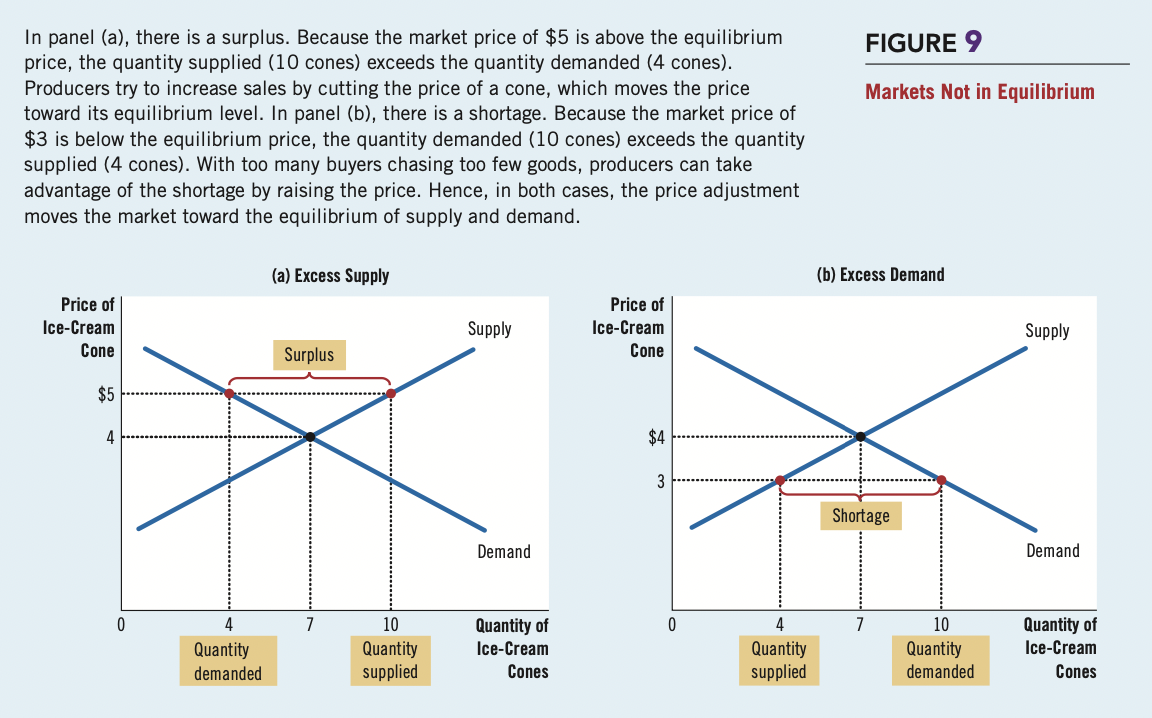 In panel (a), there is a surplus. Because the market price of $5 is above the equilibrium
price, the quantity supplied (10 cones) exceeds the quantity demanded (4 cones).
Producers try to increase sales by cutting the price of a cone, which moves the price
toward its equilibrium level. In panel (b), there is a shortage. Because the market price of
$3 is below the equilibrium price, the quantity demanded (10 cones) exceeds the quantity
supplied (4 cones). With too many buyers chasing too few goods, producers can take
advantage of the shortage by raising the price. Hence, in both cases, the price adjustment
moves the market toward the equilibrium of supply and demand.
FIGURE 9
Markets Not in Equilibrium
(a) Excess Supply
Price of
Ice-Cream
Cone
Supply
Surplus
$5
4
Demand
0 4 7 10
Quantity of
Ice-Cream
Cones
Quantity
demanded
Quantity
supplied
(b) Excess Demand
Price of
Ice-Cream
Cone
Supply
$4
3
Shortage
Demand
0 4 7 10
Quantity of
Ice-Cream
Cones
Quantity
supplied
Quantity
demanded